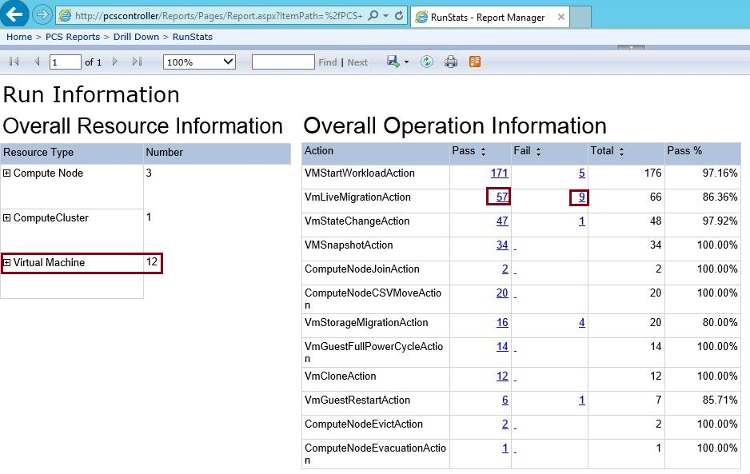 http://pcscontroller/Reports/Pages/Report.aspx?ItemPath=%2fPCS+
RunStats - Report Manager
Home > PCS Reports > Drill Down > RunStats
1 of 1 100% Find | Next
Run Information
Overall Resource Information
Resource Type Number
Compute Node 3
ComputeCluster 1
Virtual Machine 12
Overall Operation Information
Action Pass Fail Total Pass %
VMStartWorkloadAction 171 5 176 97.16%
VmLiveMigrationAction 57 9 66 86.36%
VmStateChangeAction 47 1 48 97.92%
VMSnapshotAction 34 34 100.00%
ComputeNodeJoinAction 2 2 100.00%
ComputeNodeCSVMoveActio 20 20 100.00%
n
VmStorageMigrationAction 16 4 20 80.00%
VmGuestFullPowerCycleActio 14 14 100.00%
n
VmCloneAction 12 12 100.00%
VmGuestRestartAction 6 1 7 85.71%
ComputeNodeEvictAction 2 2 100.00%
ComputeNodeEvacuationActio 1 1 100.00%
n